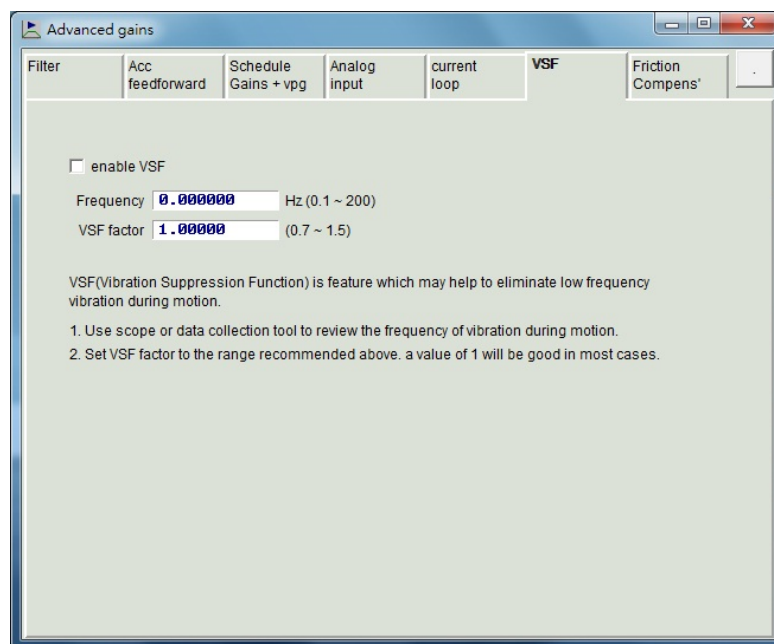 Advanced gains
Filter
Acc
feedforward
Schedule
Gains + vpg
Analog
input
current
loop
VSF
Friction
Compens'
.
enable VSF
Frequency 0.000000 Hz (0.1 ~ 200)
VSF factor 1.00000 (0.7 ~ 1.5)
VSF(Vibration Suppression Function) is feature which may help to eliminate low frequency
vibration during motion.
1. Use scope or data collection tool to review the frequency of vibration during motion.
2. Set VSF factor to the range recommended above. a value of 1 will be good in most cases.